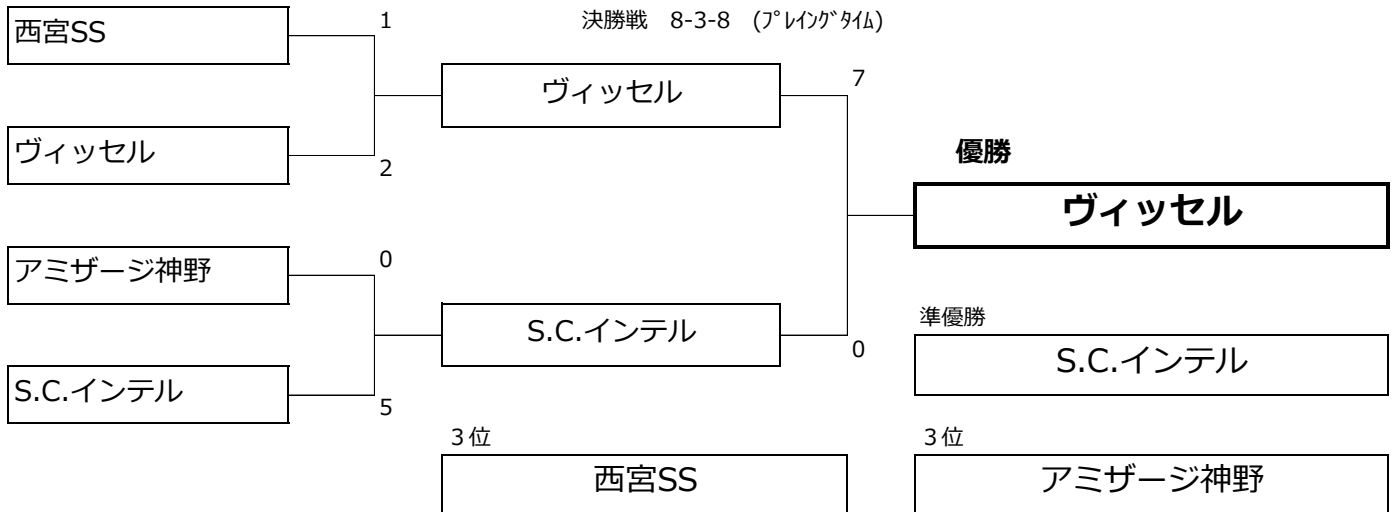 西宮SS
1
決勝戦 8-3-8 (ﾌﾟﾚｲﾝｸﾞﾀｲﾑ)
ヴィッセル
7
ヴィッセル
2
優勝
ヴィッセル
アミザージ神野
0
S.C.インテル
0
準優勝
S.C.インテル
S.C.インテル
5
３位
西宮SS
３位
アミザージ神野